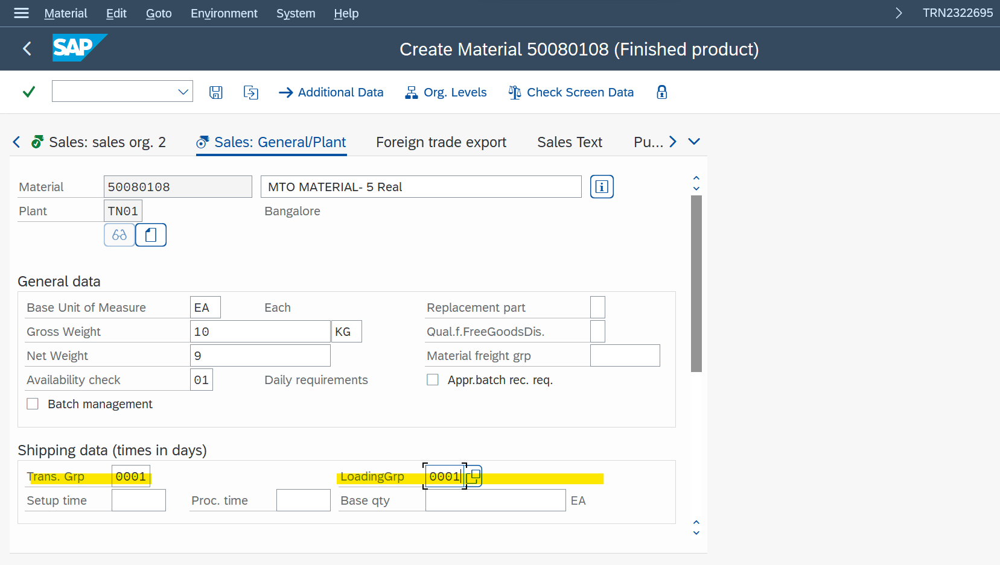 Material Edit Goto Environment System Help TRN2322695
SAP Create Material 50080108 (Finished product)
Additional Data Org. Levels Check Screen Data
Sales: sales org. 2 Sales: General/Plant Foreign trade export Sales Text Pu...
Material 50080108 MTO MATERIAL- 5 Real
Plant TN01 Bangalore
General data
Base Unit of Measure EA Each Replacement part
Gross Weight 10 KG Qual.f.FreeGoodsDis.
Net Weight 9 Material freight grp
Availability check 01 Daily requirements Appr.batch rec. req.
Batch management
Shipping data (times in days)
Trans. Grp 0001 LoadingGrp 0001
Setup time Proc. time Base qty EA